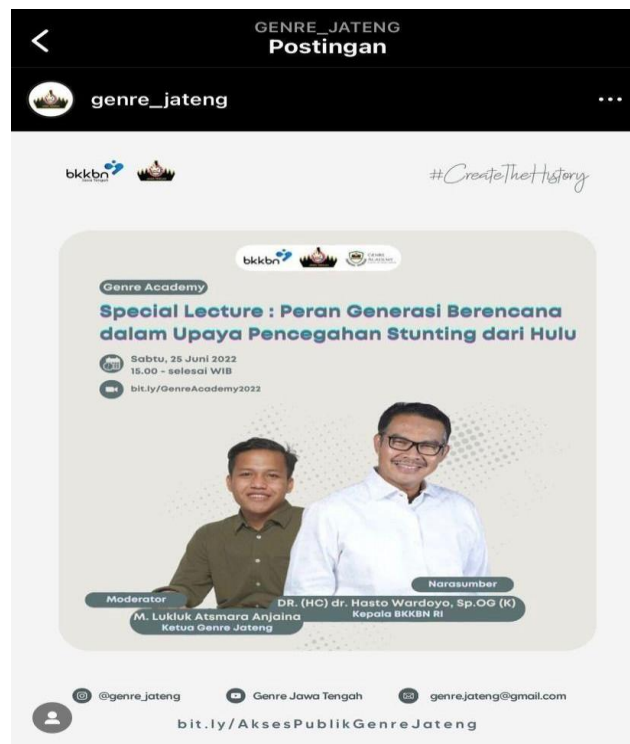 GENRE_JATENG
Postingan
genre_jateng
bkkbn
#CreateTheHistory
bkkbn
Genre Academy
Special Lecture : Peran Generasi Berencana
dalam Upaya Pencegahan Stunting dari Hulu
Sabtu, 25 Juni 2022
15.00 - selesai WIB
bit.ly/GenreAcademy2022
Narasumber
DR. (HC) dr. Hasto Wardoyo, Sp.OG (K)
Kepala BKKBN RI
Moderator
M. Lukluk Atsmara Anjaina
Ketua Genre Jateng
@genre_jateng
Genre Jawa Tengah
genre.jateng@gmail.com
bit.ly/AksesPublikGenreJateng